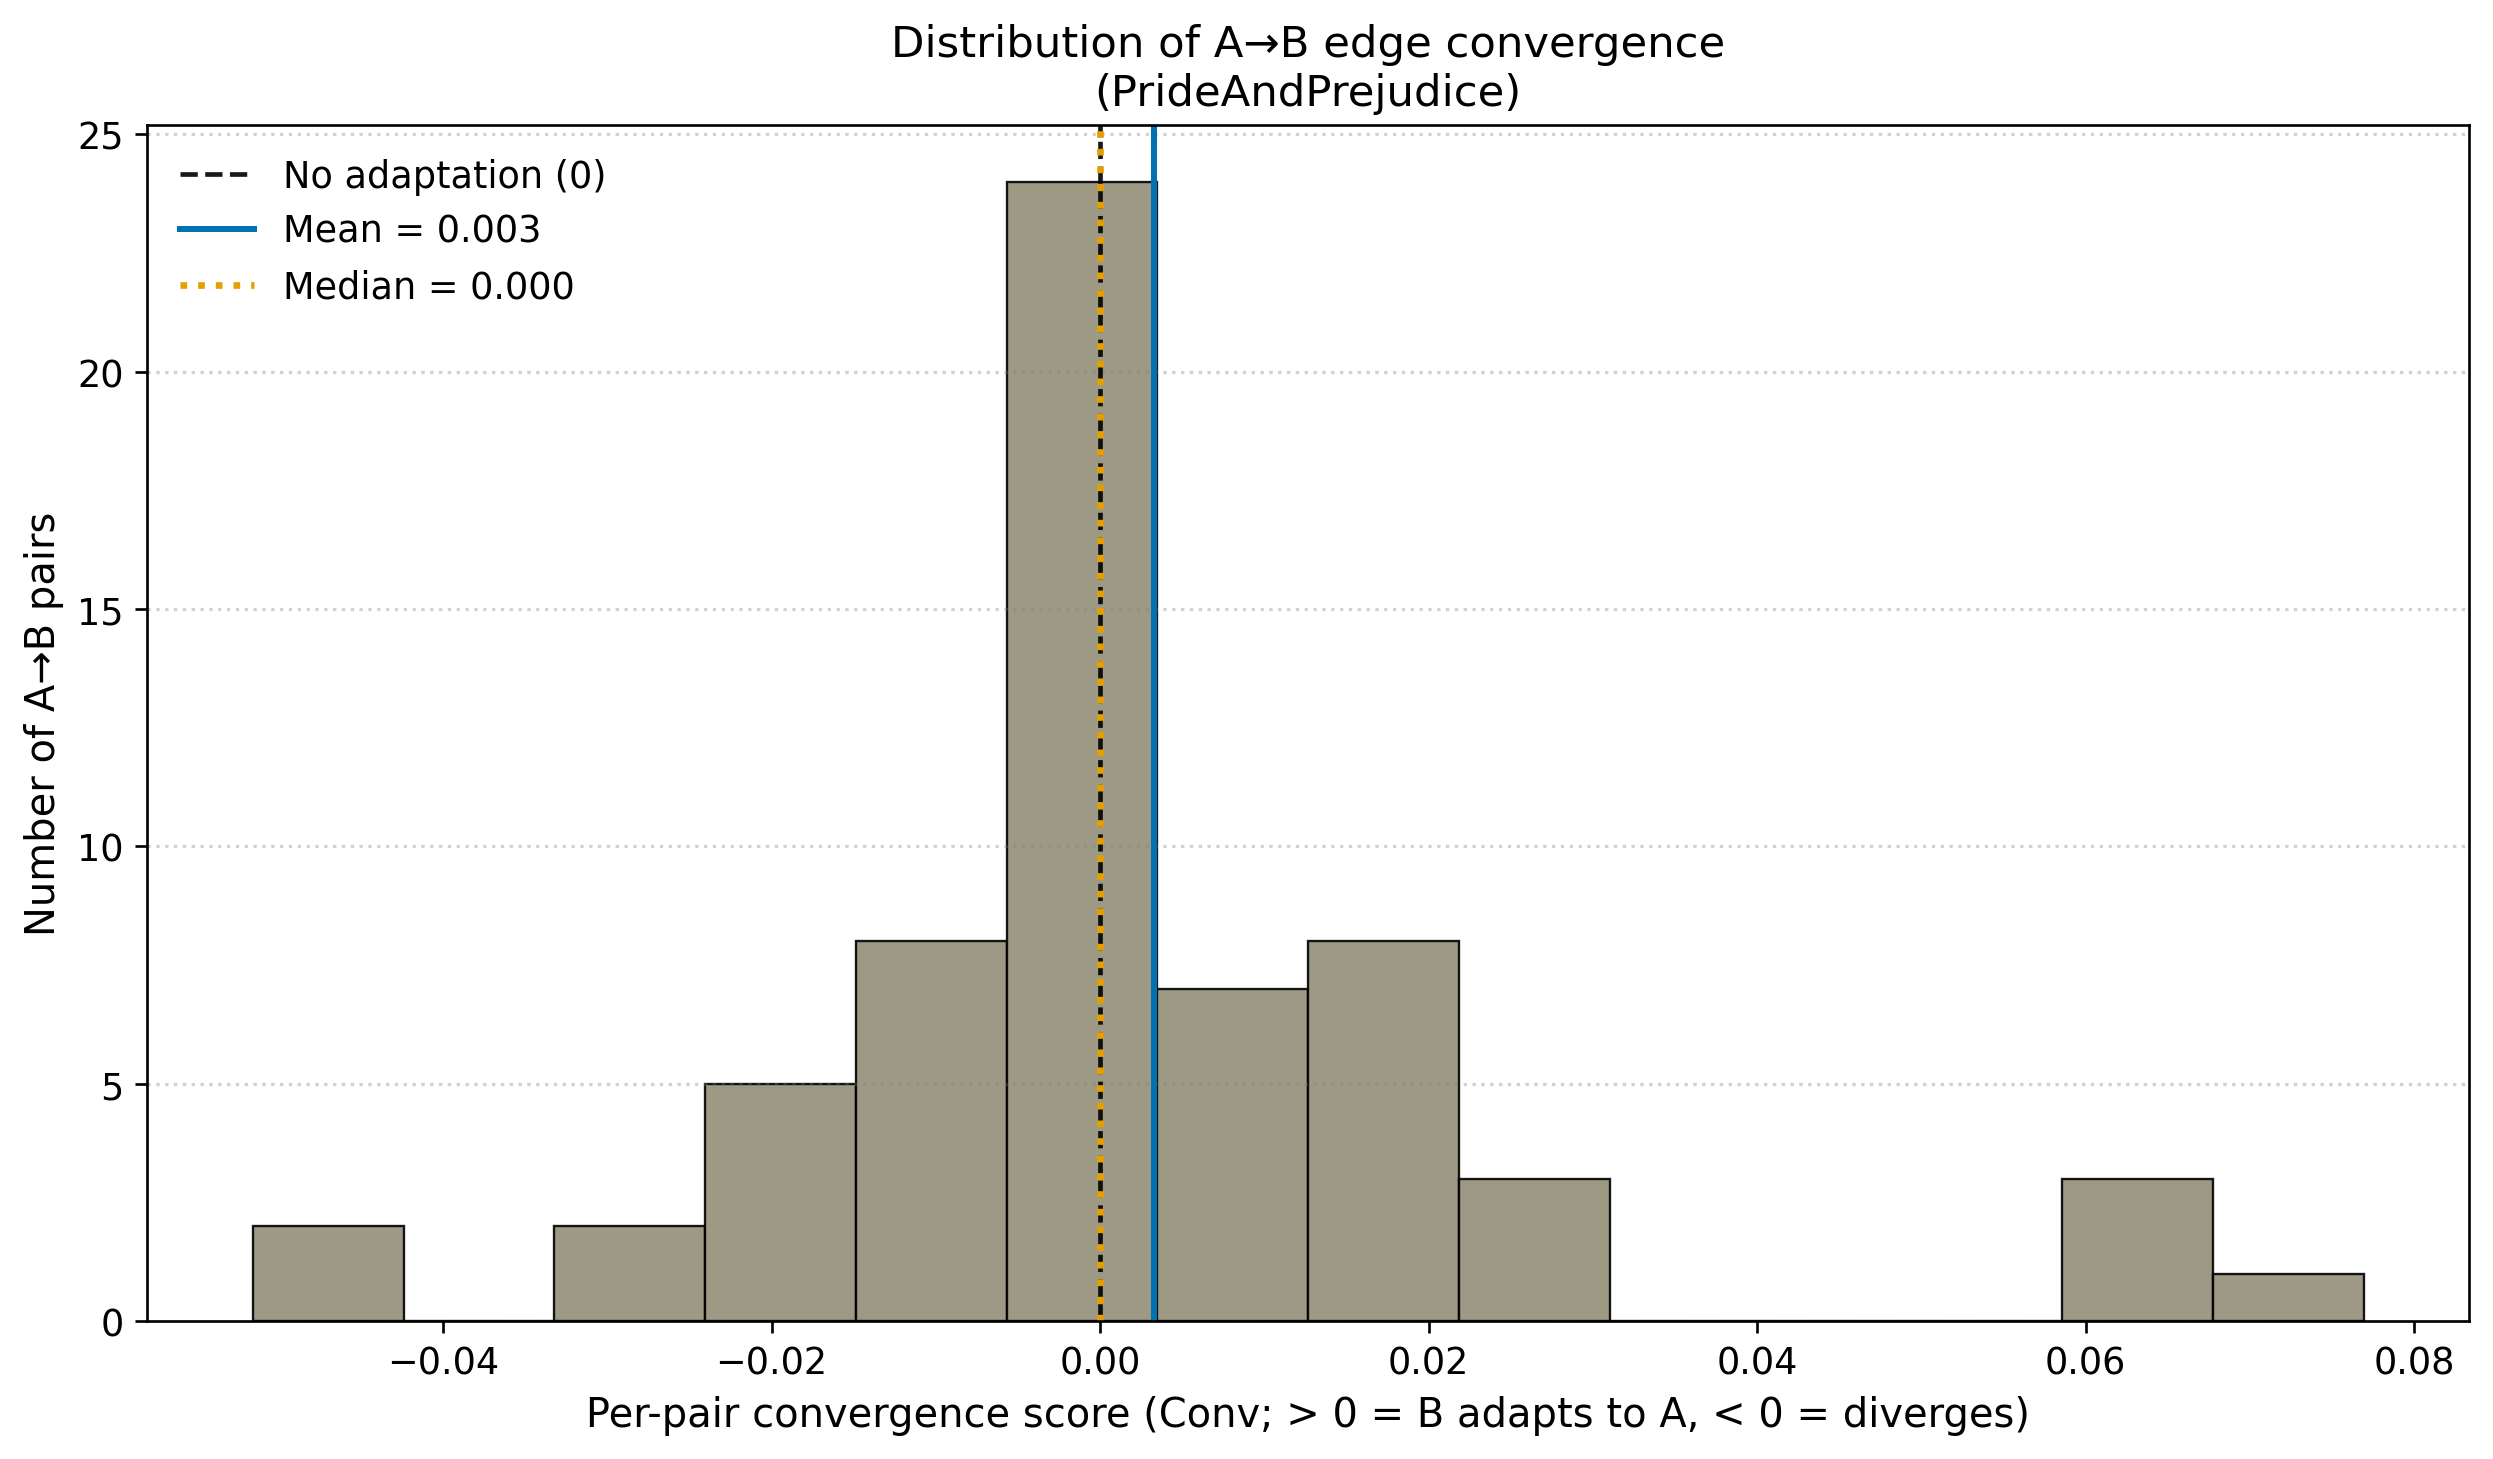 Distribution of A→B edge convergence
(PrideAndPrejudice)
No adaptation (0)
Mean = 0.003
Median = 0.000
Number of A→B pairs
25
20
15
10
5
0
−0.04
−0.02
0.00
0.02
0.04
0.06
0.08
Per-pair convergence score (Conv; > 0 = B adapts to A, < 0 = diverges)